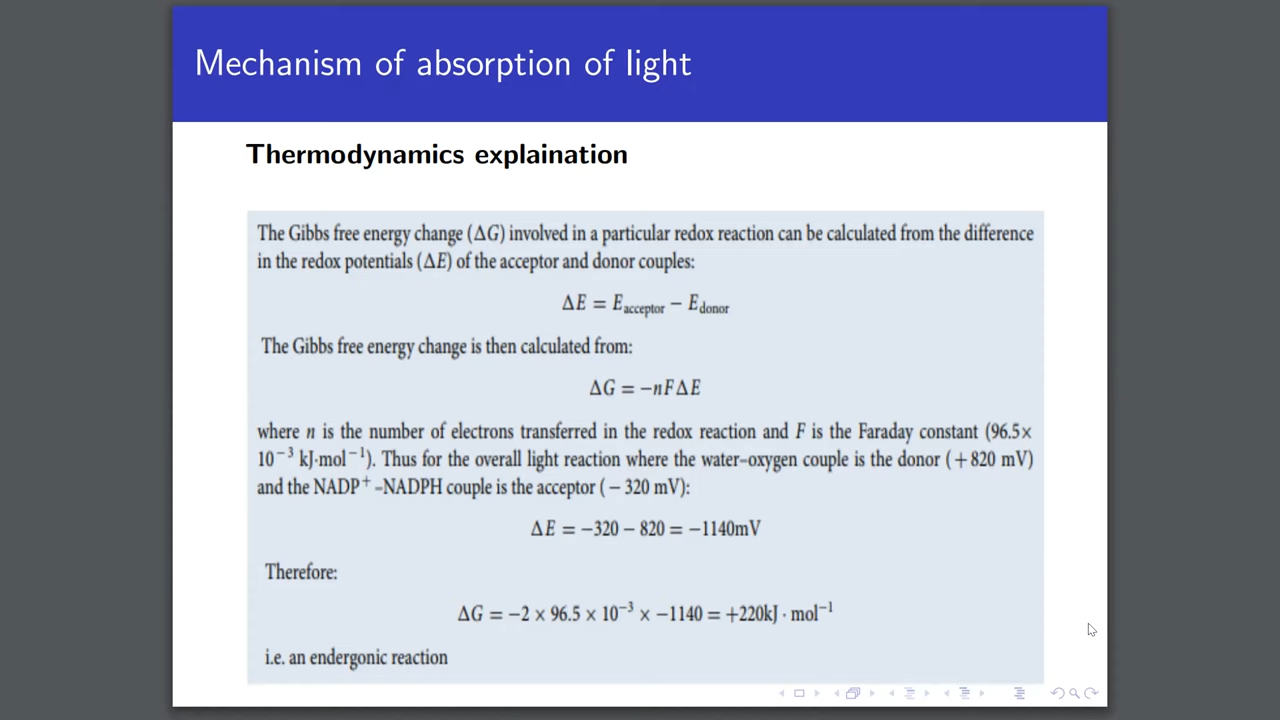 Mechanism of absorption of light
Thermodynamics explaination
The Gibbs free energy change (ΔG) involved in a particular redox reaction can be calculated from the difference
in the redox potentials (ΔE) of the acceptor and donor couples:
ΔE = E_acceptor − E_donor
The Gibbs free energy change is then calculated from:
ΔG = −nFΔE
where n is the number of electrons transferred in the redox reaction and F is the Faraday constant (96.5×
10⁻³ kJ·mol⁻¹). Thus for the overall light reaction where the water–oxygen couple is the donor (+820 mV)
and the NADP⁺–NADPH couple is the acceptor (−320 mV):
ΔE = −320 − 820 = −1140mV
Therefore:
ΔG = −2 × 96.5 × 10⁻³ × −1140 = +220kJ · mol⁻¹
i.e. an endergonic reaction